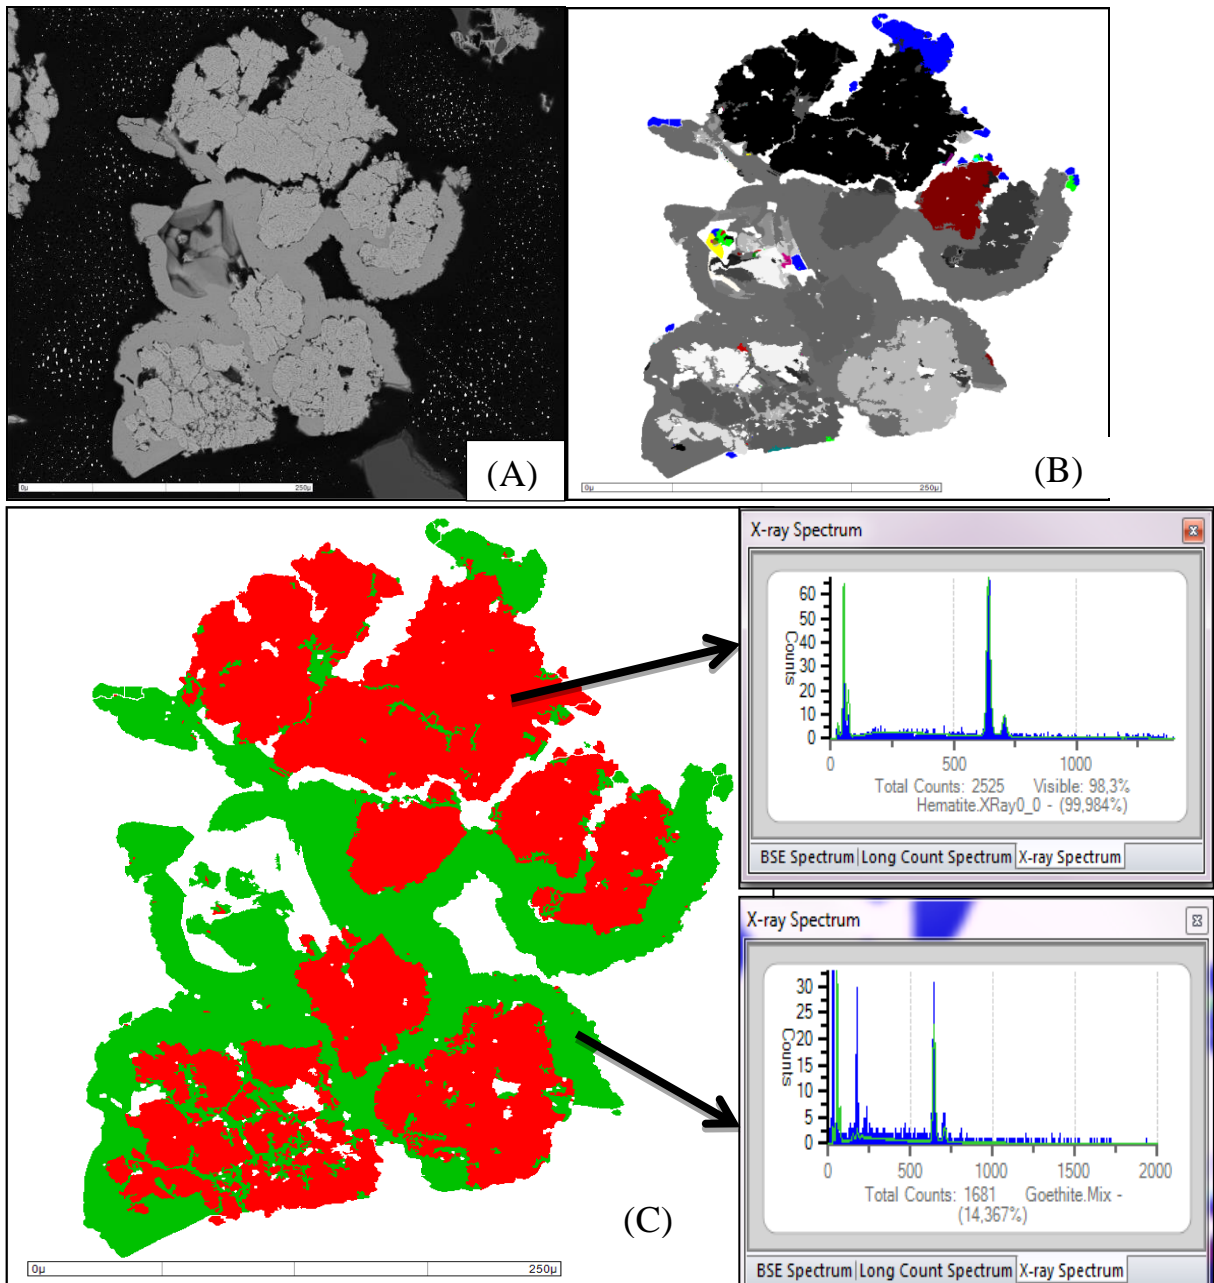 (A)
0µ 250µ
(B)
0µ 250µ
(C)
0µ 250µ
X-ray Spectrum
Counts
60
50
40
30
20
10
0
0 500 1000
Total Counts: 2525 Visible: 98,3%
Hematite.XRay0_0 - (99,984%)
BSE Spectrum Long Count Spectrum X-ray Spectrum
X-ray Spectrum
Counts
30
25
20
15
10
5
0
0 500 1000 1500 2000
Total Counts: 1681 Goethite.Mix -
(14,367%)
BSE Spectrum Long Count Spectrum X-ray Spectrum